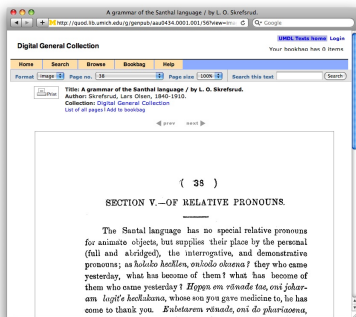 A grammar of the Santhal language / by L. O. Skrefsrud.
http://quod.lib.umich.edu/g/genpub/aau0434.0001.001/56?view=im
Google
UMDL Texts home Login
Digital General Collection
Your bookbag has 0 items
Home Search Browse Bookbag Help
Format image Page no. 38 Page size 100% Search this text Search
Print
Title: A grammar of the Santhal language / by L. O. Skrefsrud.
Author: Skrefsrud, Lars Olsen, 1840-1910.
Collection: Digital General Collection
List of all pages | Add to bookbag
prev next
( 38 )
SECTION V.—OF RELATIVE PRONOUNS.
The Santal language has no special relative pronouns
for animate objects, but supplies their place by the personal
(full and abridged), the interrogative, and demonstrative
pronouns; as holako they who came
yesterday, what has become of them? what has become of
them who came yesterday? em rānade tae, oni johar-
am lagit'e whose son you gave medicine to, he has
come to thank you. rānade, oni do